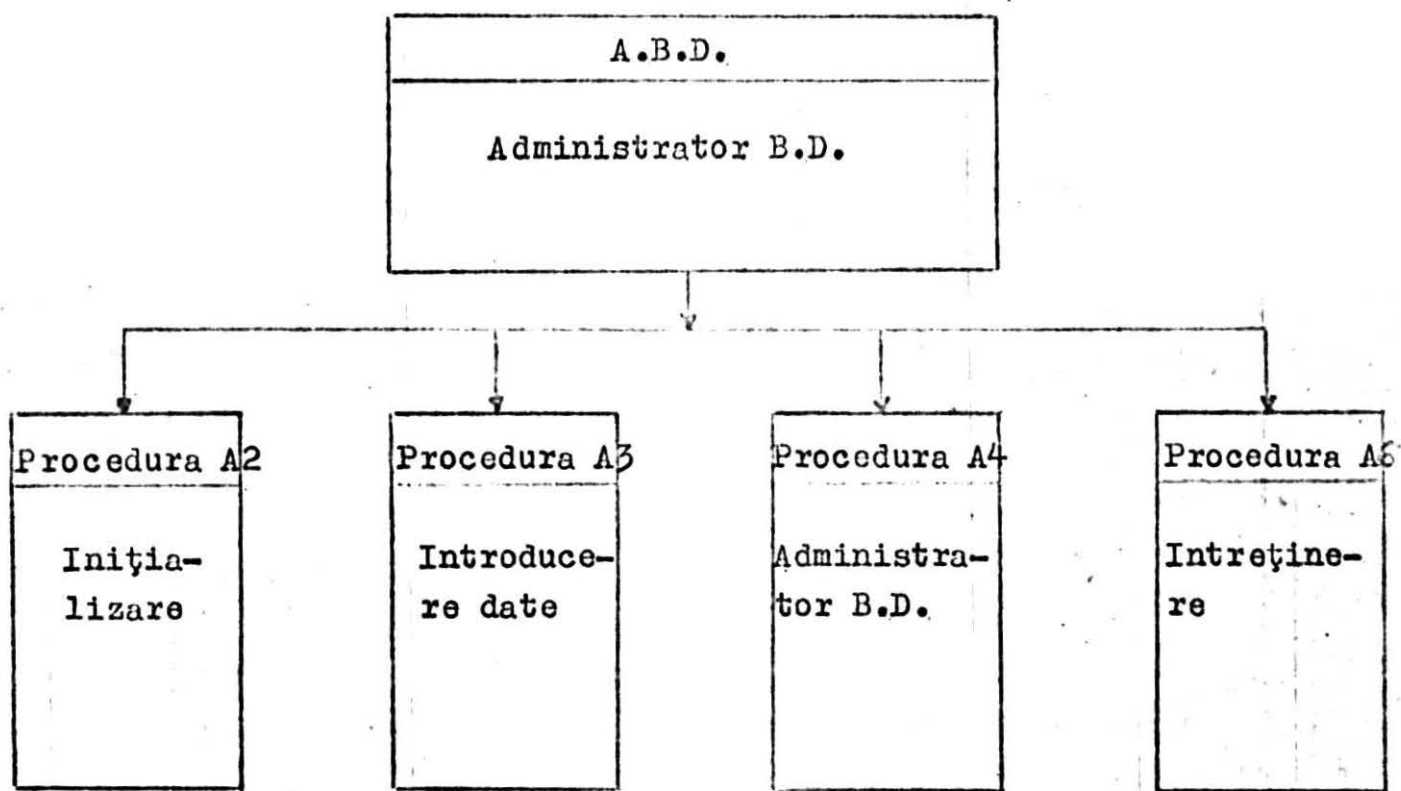 A.B.D.
Administrator B.D.
Procedura A2
Iniţia-
lizare
Procedura A3
Introduce-
re date
Procedura A4
Administra-
tor B.D.
Procedura A6
Intreţine-
re